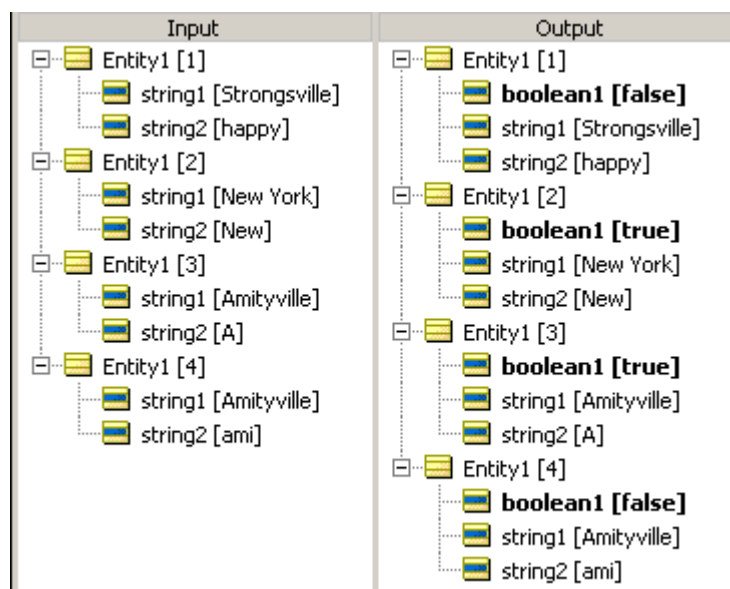 Input
Entity1 [1]
string1 [Strongsville]
string2 [happy]
Entity1 [2]
string1 [New York]
string2 [New]
Entity1 [3]
string1 [Amityville]
string2 [A]
Entity1 [4]
string1 [Amityville]
string2 [ami]
Output
Entity1 [1]
boolean1 [false]
string1 [Strongsville]
string2 [happy]
Entity1 [2]
boolean1 [true]
string1 [New York]
string2 [New]
Entity1 [3]
boolean1 [true]
string1 [Amityville]
string2 [A]
Entity1 [4]
boolean1 [false]
string1 [Amityville]
string2 [ami]